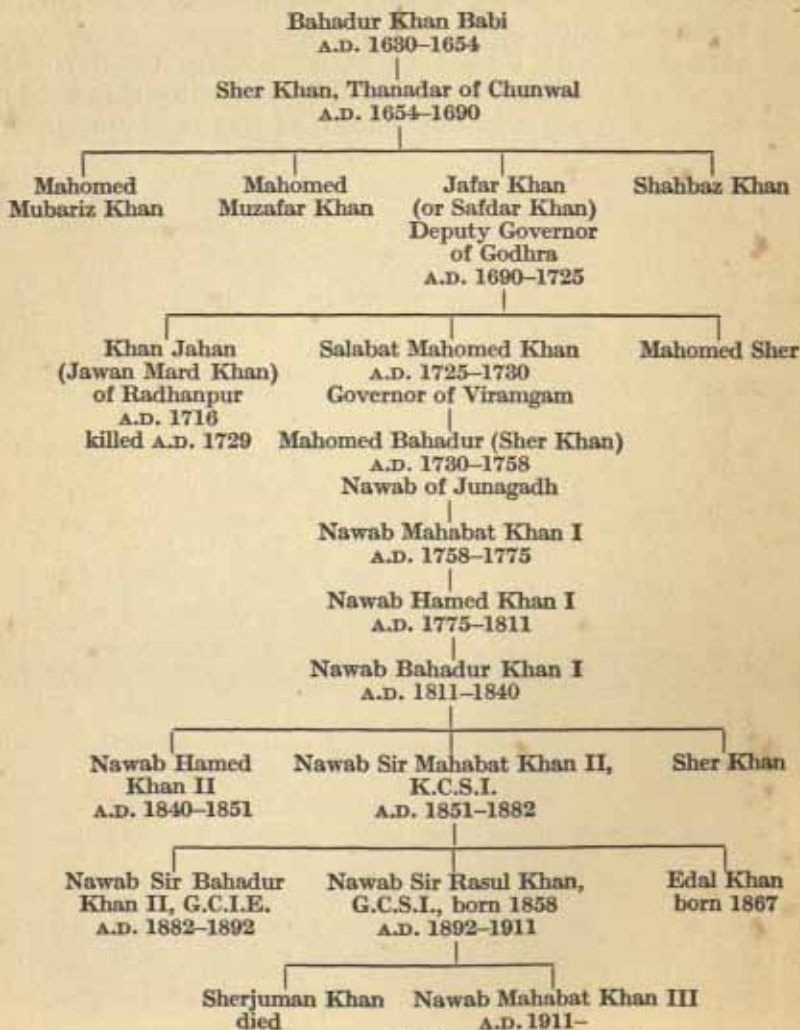 Bahadur Khan Babi
A.D. 1630–1654
Sher Khan, Thanadar of Chunwal
A.D. 1654–1690
Mahomed
Mubariz Khan
Mahomed
Muzafar Khan
Jafar Khan
(or Safdar Khan)
Deputy Governor
of Godhra
A.D. 1690–1725
Shahbaz Khan
Khan Jahan
(Jawan Mard Khan)
of Radhanpur
A.D. 1716
killed A.D. 1729
Salabat Mahomed Khan
A.D. 1725–1730
Governor of Viramgam
Mahomed Sher
Mahomed Bahadur (Sher Khan)
A.D. 1730–1758
Nawab of Junagadh
Nawab Mahabat Khan I
A.D. 1758–1775
Nawab Hamed Khan I
A.D. 1775–1811
Nawab Bahadur Khan I
A.D. 1811–1840
Nawab Hamed
Khan II
A.D. 1840–1851
Nawab Sir Mahabat Khan II,
K.C.S.I.
A.D. 1851–1882
Sher Khan
Nawab Sir Bahadur
Khan II, G.C.I.E.
A.D. 1882–1892
Nawab Sir Rasul Khan,
G.C.S.I., born 1858
A.D. 1892–1911
Edal Khan
born 1867
Sherjuman Khan
died
Nawab Mahabat Khan III
A.D. 1911–